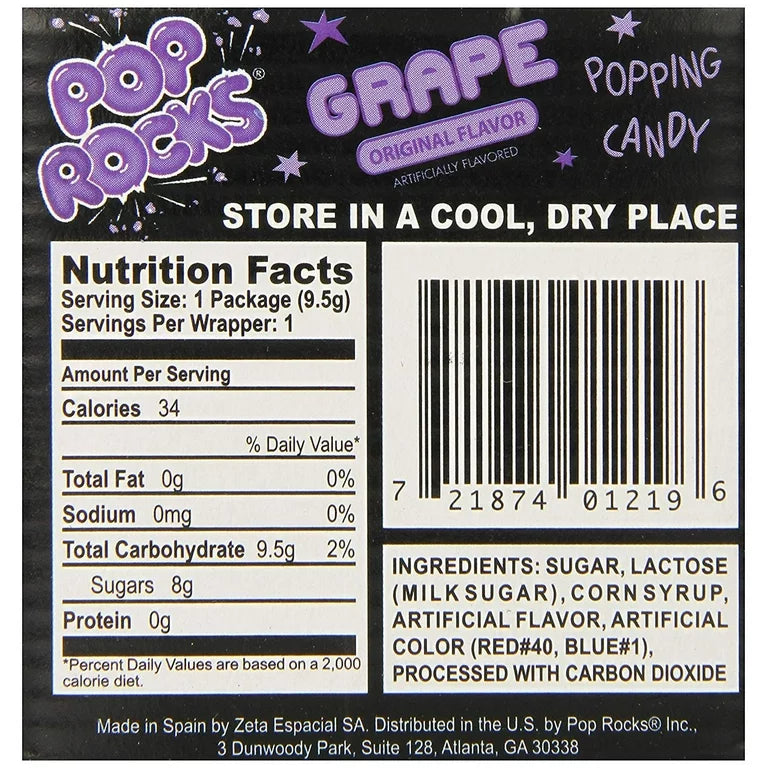 POP
ROCKS®
GRAPE
ORIGINAL FLAVOR
ARTIFICIALLY FLAVORED
POPPING
CANDY
STORE IN A COOL, DRY PLACE
Nutrition Facts
Serving Size: 1 Package (9.5g)
Servings Per Wrapper: 1
Amount Per Serving
Calories 34
% Daily Value*
Total Fat 0g 0%
Sodium 0mg 0%
Total Carbohydrate 9.5g 2%
Sugars 8g
Protein 0g
*Percent Daily Values are based on a 2,000
calorie diet.
7 21874 01219 6
INGREDIENTS: SUGAR, LACTOSE
(MILK SUGAR), CORN SYRUP,
ARTIFICIAL FLAVOR, ARTIFICIAL
COLOR (RED#40, BLUE#1),
PROCESSED WITH CARBON DIOXIDE
Made in Spain by Zeta Espacial SA. Distributed in the U.S. by Pop Rocks® Inc.,
3 Dunwoody Park, Suite 128, Atlanta, GA 30338